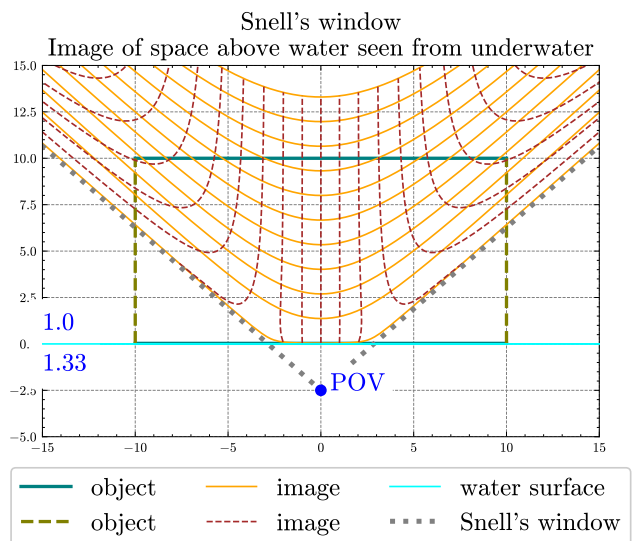 Snell's window
Image of space above water seen from underwater
15.0
12.5
10.0
7.5
5.0
2.5
1.0
0.
1.33
POV
−2.5
−5.0
−15 −10 −5 0 5 10 15
object image water surface
object image Snell's window